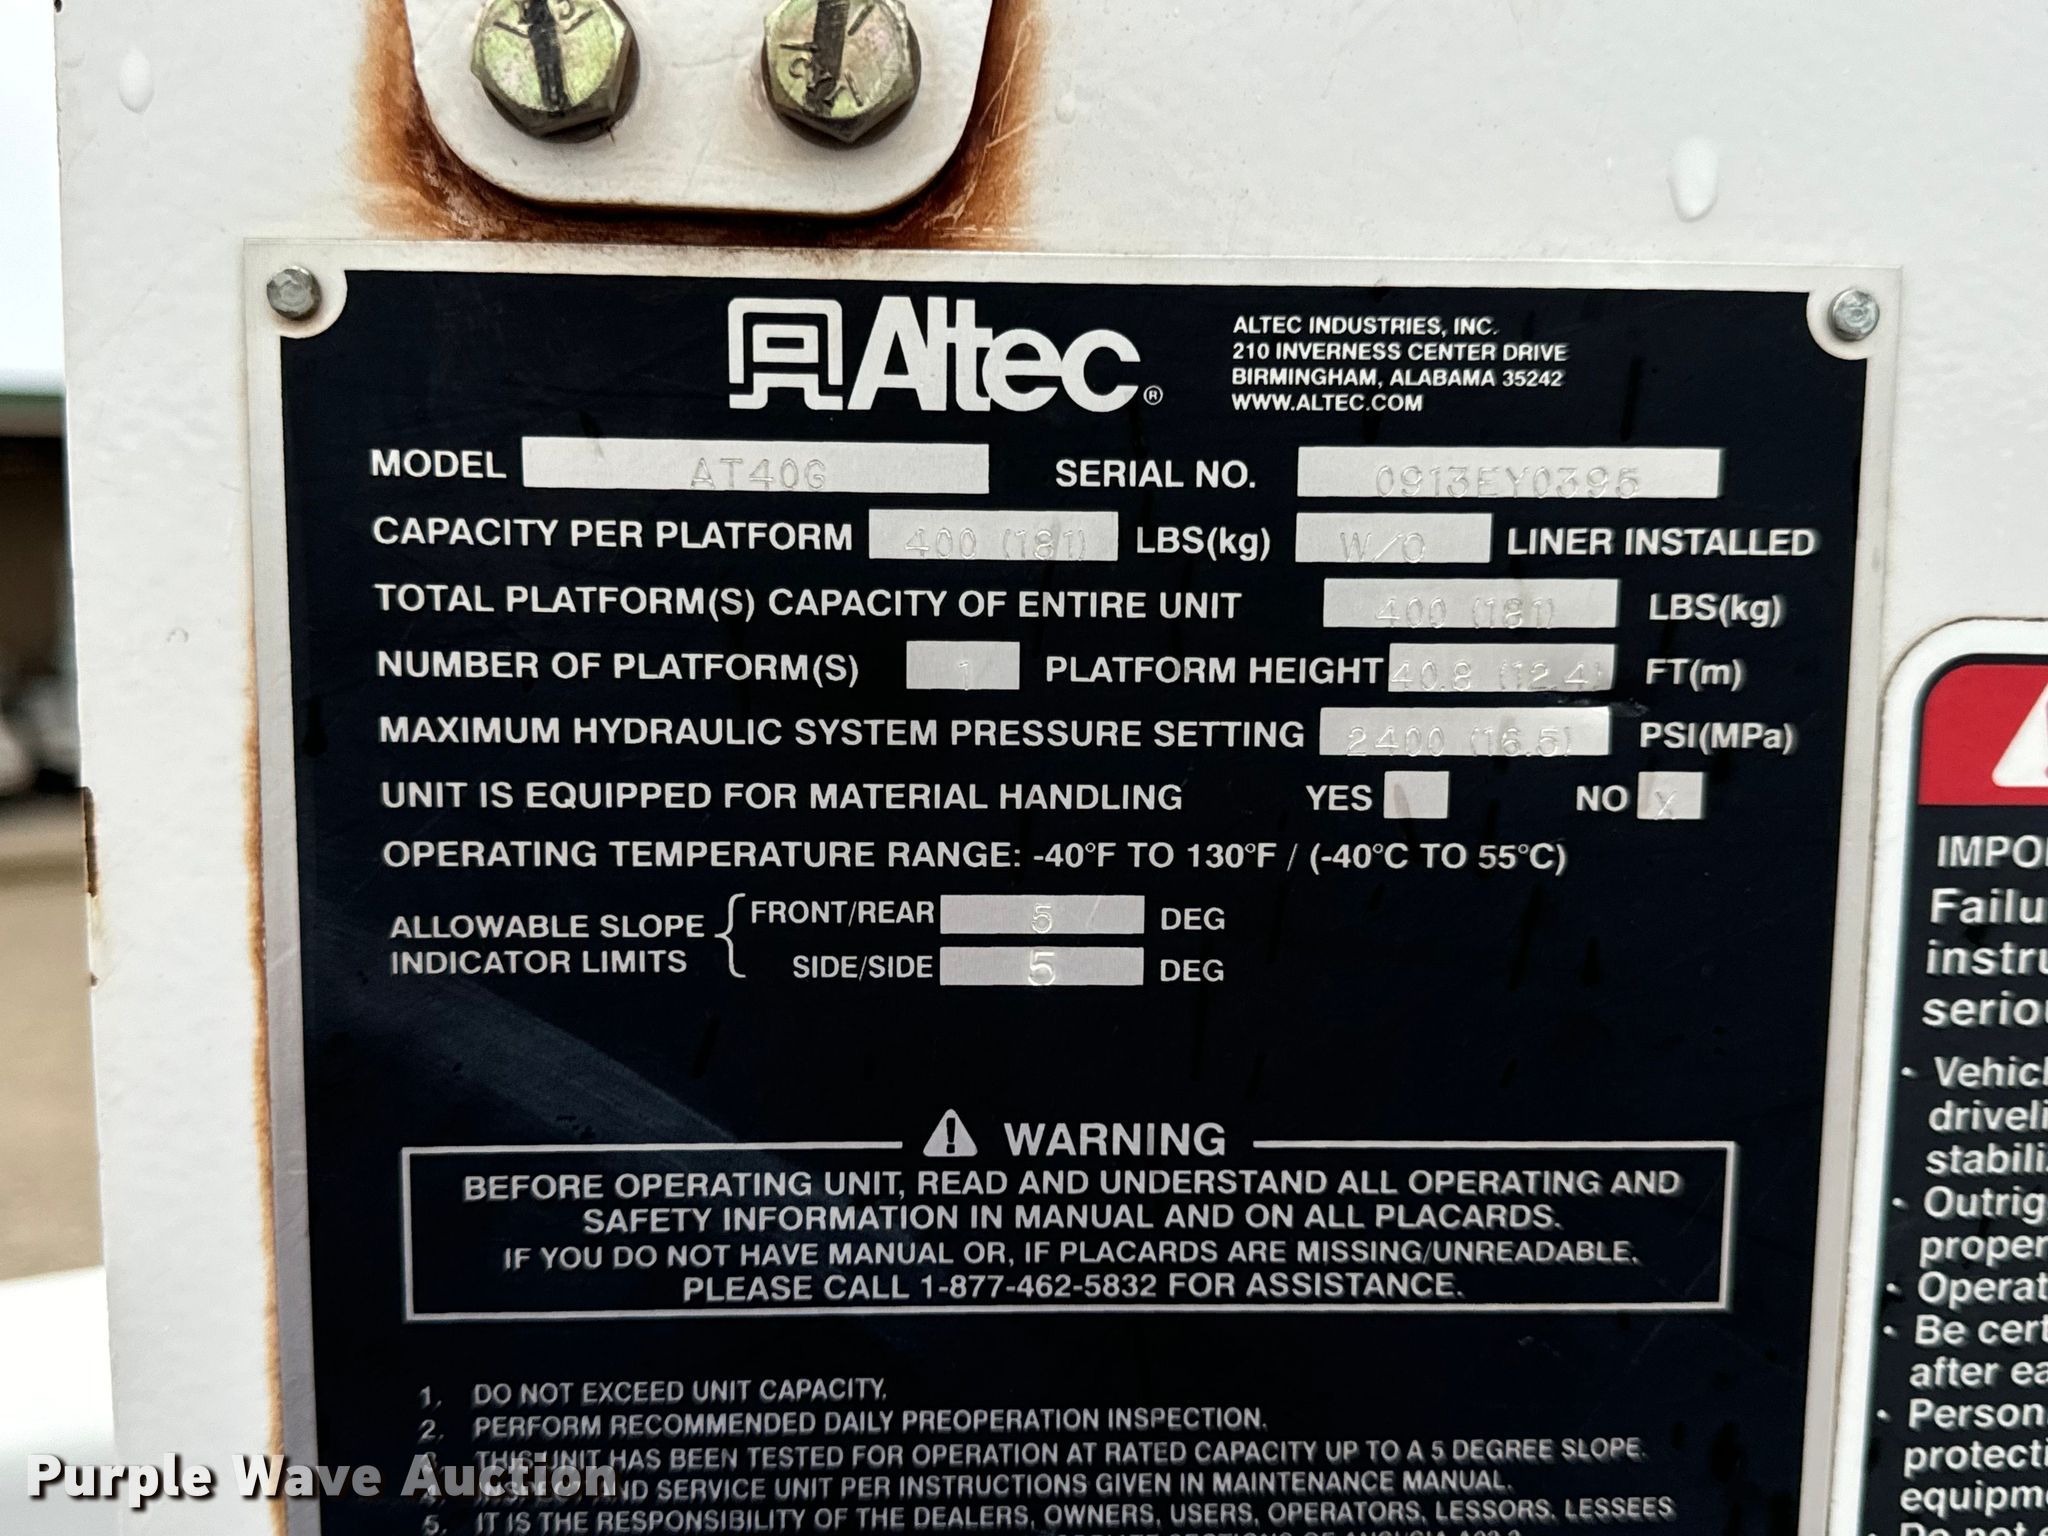 Altec®
ALTEC INDUSTRIES, INC.
210 INVERNESS CENTER DRIVE
BIRMINGHAM, ALABAMA 35242
WWW.ALTEC.COM
MODEL AT40G SERIAL NO. 0913EY0395
CAPACITY PER PLATFORM 400 (181) LBS(kg) W/O LINER INSTALLED
TOTAL PLATFORM(S) CAPACITY OF ENTIRE UNIT 400 (181) LBS(kg)
NUMBER OF PLATFORM(S) 1 PLATFORM HEIGHT 40.8 (12.4) FT(m)
MAXIMUM HYDRAULIC SYSTEM PRESSURE SETTING 2400 (16.5) PSI(MPa)
UNIT IS EQUIPPED FOR MATERIAL HANDLING YES NO X
OPERATING TEMPERATURE RANGE: -40°F TO 130°F / (-40°C TO 55°C)
ALLOWABLE SLOPE INDICATOR LIMITS
FRONT/REAR 5 DEG
SIDE/SIDE 5 DEG
WARNING
BEFORE OPERATING UNIT, READ AND UNDERSTAND ALL OPERATING AND
SAFETY INFORMATION IN MANUAL AND ON ALL PLACARDS.
IF YOU DO NOT HAVE MANUAL OR, IF PLACARDS ARE MISSING/UNREADABLE,
PLEASE CALL 1-877-462-5832 FOR ASSISTANCE.
1. DO NOT EXCEED UNIT CAPACITY.
2. PERFORM RECOMMENDED DAILY PREOPERATION INSPECTION.
3. THIS UNIT HAS BEEN TESTED FOR OPERATION AT RATED CAPACITY UP TO A 5 DEGREE SLOPE.
4. INSPECT AND SERVICE UNIT PER INSTRUCTIONS GIVEN IN MAINTENANCE MANUAL.
5. IT IS THE RESPONSIBILITY OF THE DEALERS, OWNERS, USERS, OPERATORS, LESSORS, LESSEES
IMPO
Failu
instru
seriou
· Vehicl
driveli
stabiliz
· Outrig
proper
· Operat
· Be cert
after ea
· Person
protecti
equipme
· Do not
Purple Wave Auction